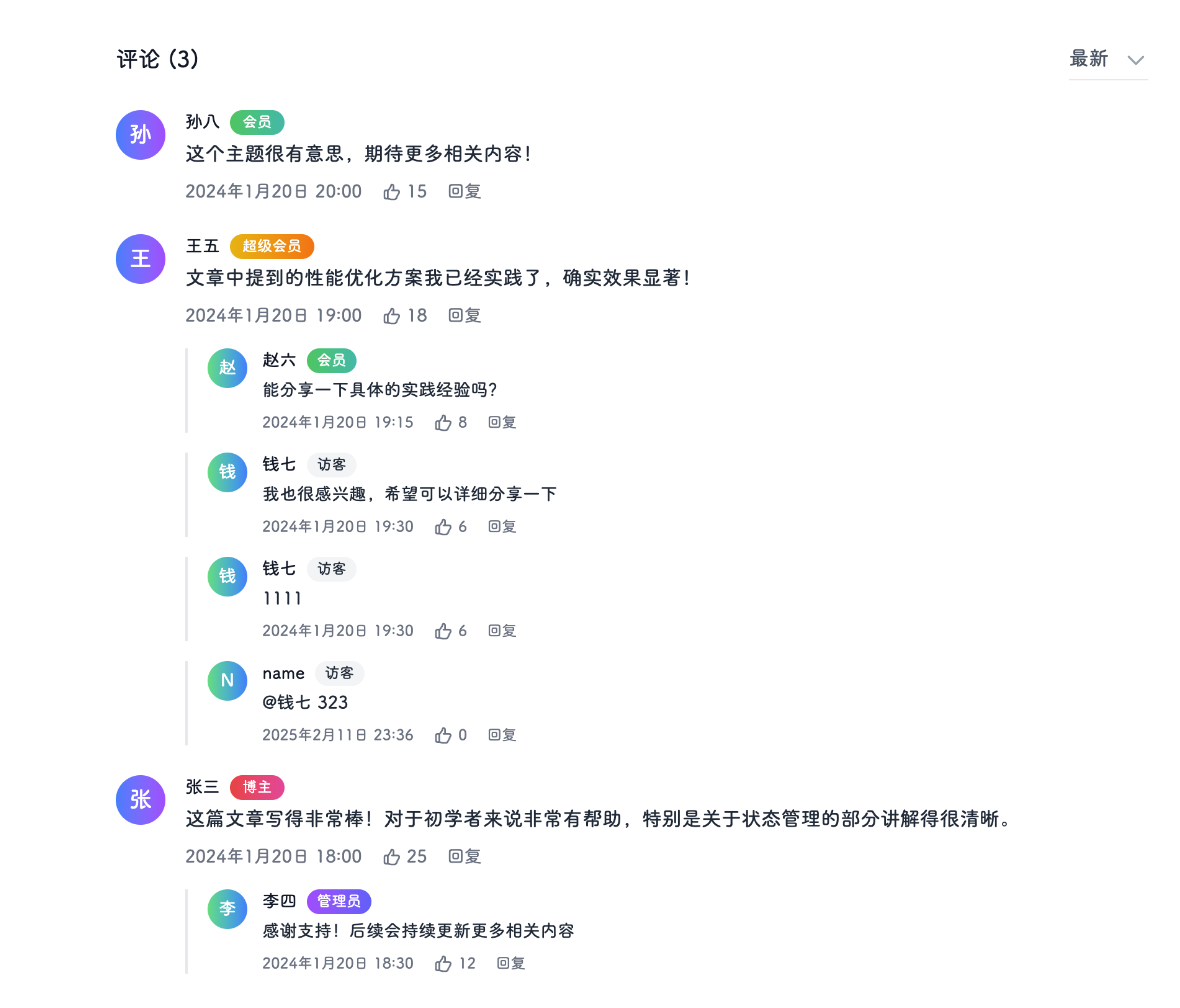 评论 (3)
最新
孙
孙八 会员
这个主题很有意思，期待更多相关内容！
2024年1月20日 20:00 15 回复
王
王五 超级会员
文章中提到的性能优化方案我已经实践了，确实效果显著！
2024年1月20日 19:00 18 回复
赵
赵六 会员
能分享一下具体的实践经验吗？
2024年1月20日 19:15 8 回复
钱
钱七 访客
我也很感兴趣，希望可以详细分享一下
2024年1月20日 19:30 6 回复
钱
钱七 访客
1111
2024年1月20日 19:30 6 回复
N
name 访客
@钱七 323
2025年2月11日 23:36 0 回复
张
张三 博主
这篇文章写得非常棒！对于初学者来说非常有帮助，特别是关于状态管理的部分讲解得很清晰。
2024年1月20日 18:00 25 回复
李
李四 管理员
感谢支持！后续会持续更新更多相关内容
2024年1月20日 18:30 12 回复